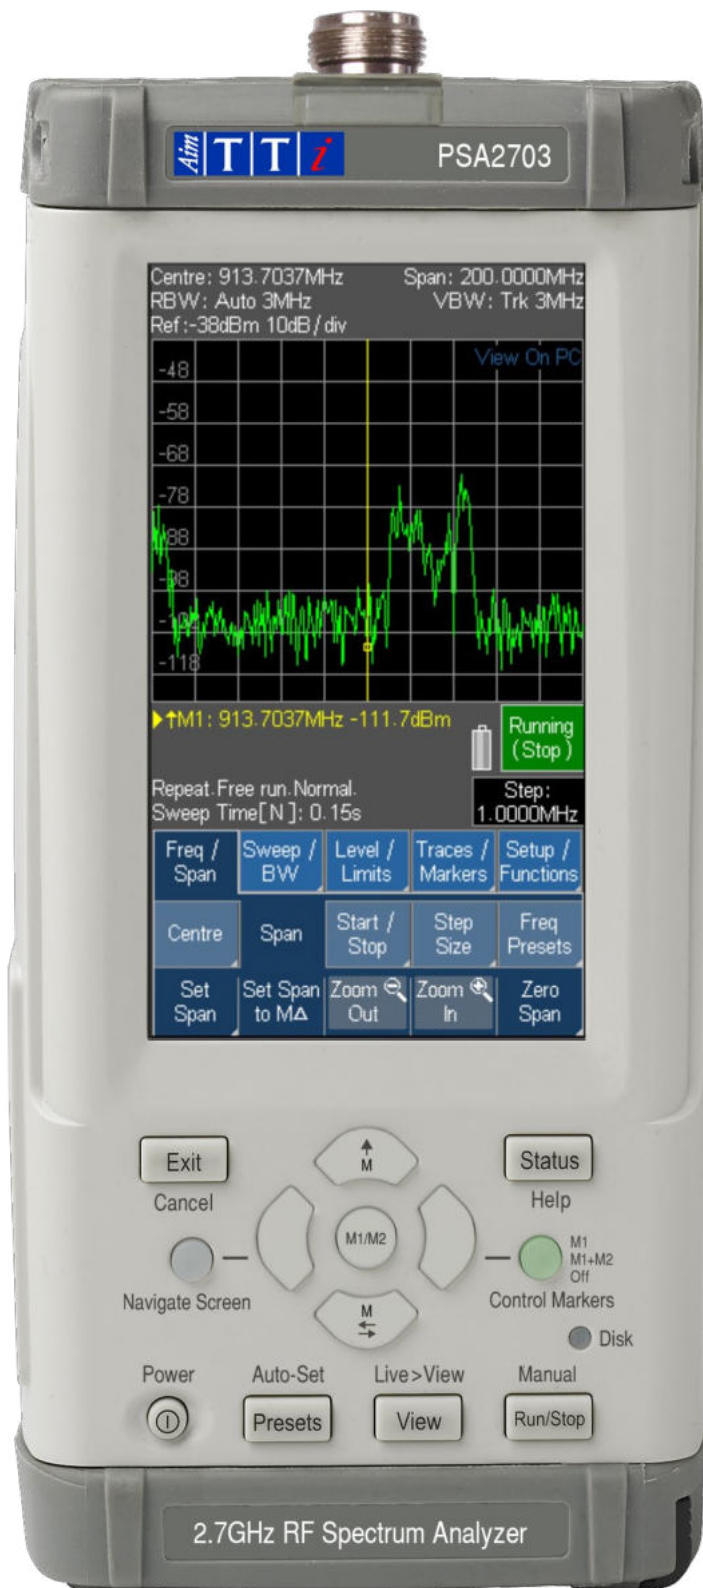 Aim TTi
PSA2703
Centre: 913.7037MHz Span: 200.0000MHz
RBW: Auto 3MHz VBW: Trk 3MHz
Ref:-38dBm 10dB/div
View On PC
-48
-58
-68
-78
-88
-98
-118
↑M1: 913.7037MHz -111.7dBm
Running
(Stop)
Repeat.Free run.Normal.
Sweep Time[N]: 0.15s
Step:
1.0000MHz
Freq /
Span
Sweep /
BW
Level /
Limits
Traces /
Markers
Setup /
Functions
Centre
Span
Start /
Stop
Step
Size
Freq
Presets
Set
Span
Set Span
to MΔ
Zoom
Out
Zoom
In
Zero
Span
Exit
Cancel
↑
M
Status
Help
M1/M2
M1
M1+M2
Off
Navigate Screen
M
Control Markers
Disk
Power
Auto-Set
Live>View
Manual
Presets
View
Run/Stop
2.7GHz RF Spectrum Analyzer